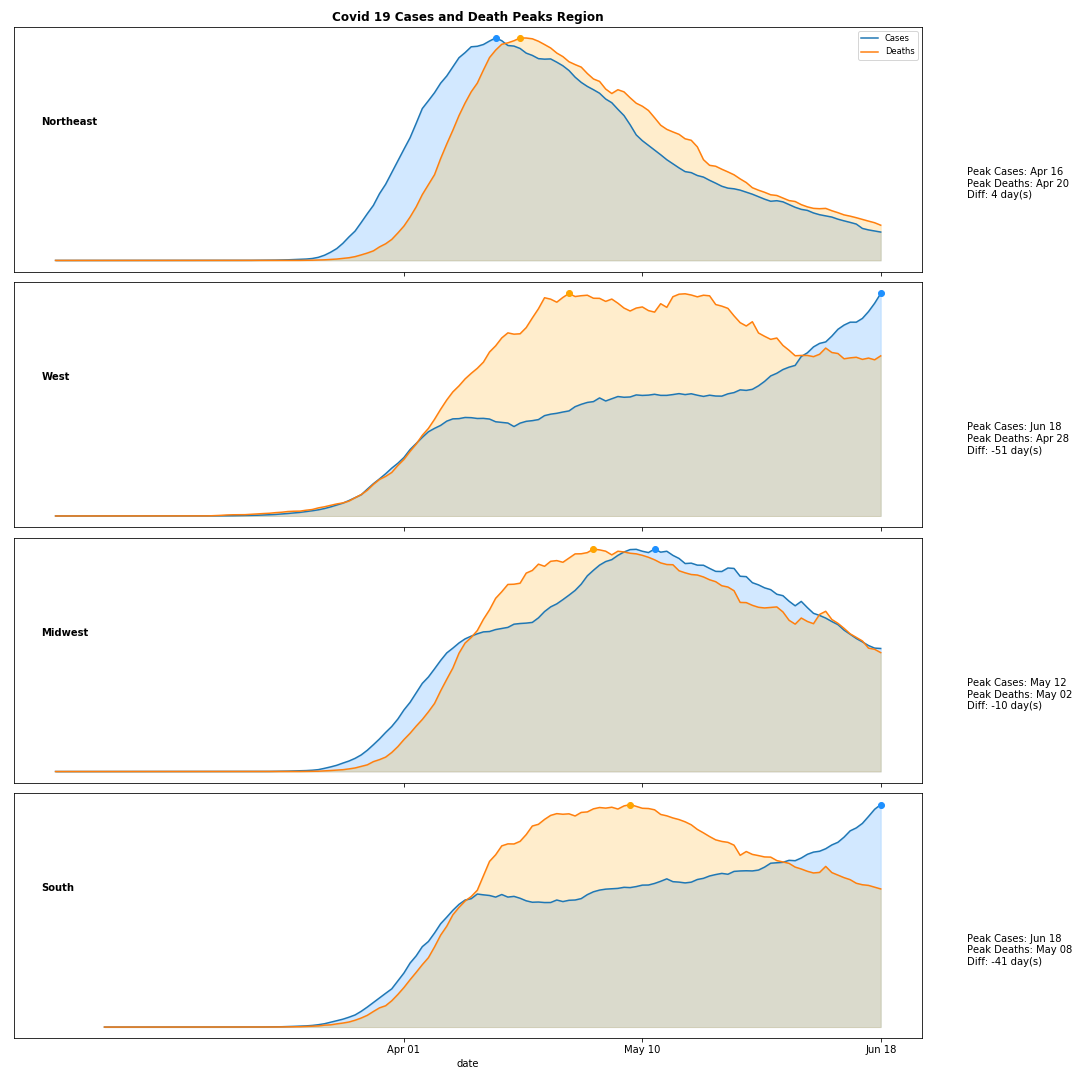 Covid 19 Cases and Death Peaks Region
Cases
Deaths
Northeast
Peak Cases: Apr 16
Peak Deaths: Apr 20
Diff: 4 day(s)
West
Peak Cases: Jun 18
Peak Deaths: Apr 28
Diff: -51 day(s)
Midwest
Peak Cases: May 12
Peak Deaths: May 02
Diff: -10 day(s)
South
Peak Cases: Jun 18
Peak Deaths: May 08
Diff: -41 day(s)
Apr 01 May 10 Jun 18
date